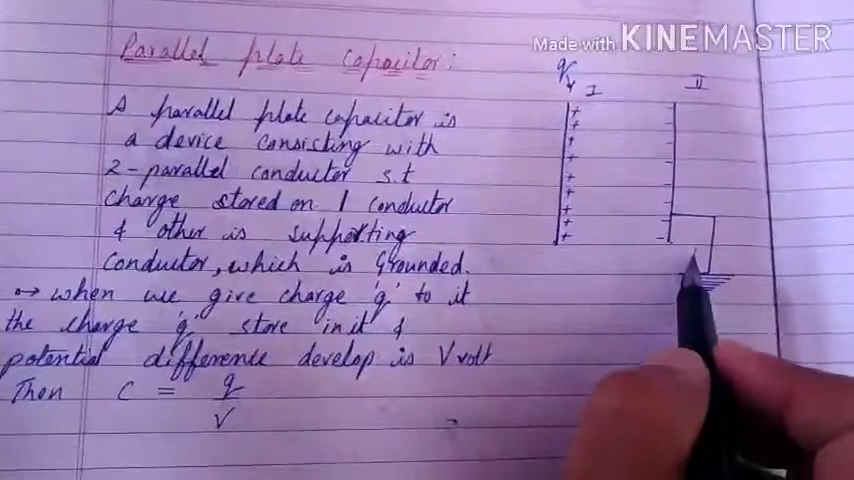 Made with KINEMASTER
Parallel plate capacitor :
A parallel plate capacitor is
a device consisting with
2-parallel conductor s.t
charge stored on 1 conductor
& other is supporting
conductor, which is Grounded.
→ when we give charge 'q' to it
the charge 'q' store in it &
potential difference develop is V volt
Then C = q
V
q
I
II
+
+
+
+
+
+
+
+
-
-
-
-
-
-
-